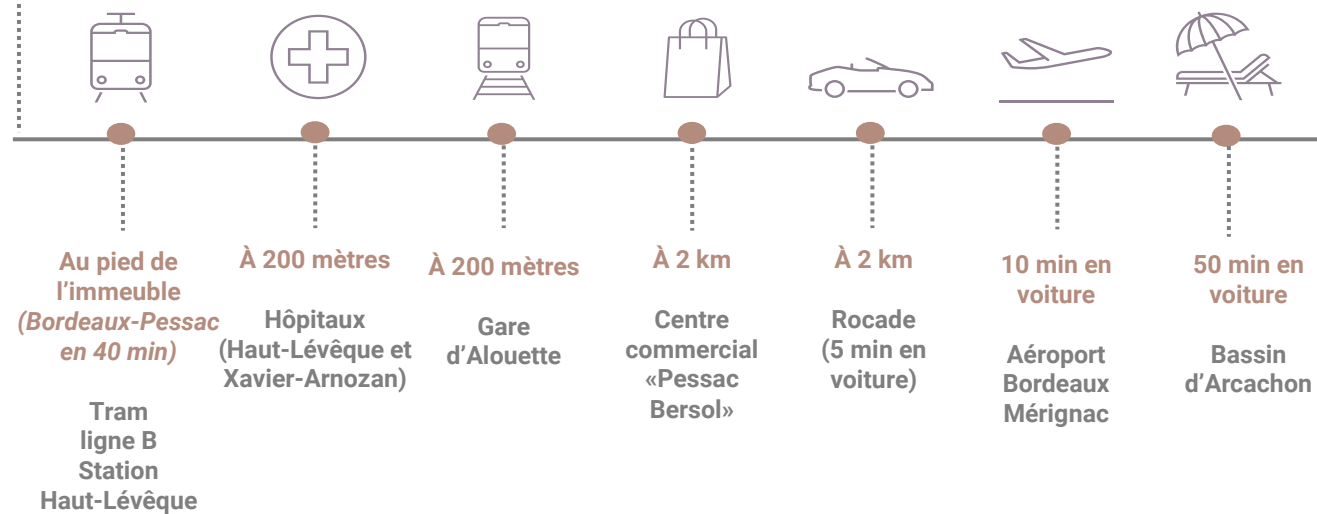 Au pied de
l’immeuble
(Bordeaux-Pessac
en 40 min)
Tram
ligne B
Station
Haut-Lévêque
À 200 mètres
Hôpitaux
(Haut-Lévêque et
Xavier-Arnozan)
À 200 mètres
Gare
d’Alouette
À 2 km
Centre
commercial
«Pessac
Bersol»
À 2 km
Rocade
(5 min en
voiture)
10 min en
voiture
Aéroport
Bordeaux
Mérignac
50 min en
voiture
Bassin
d’Arcachon